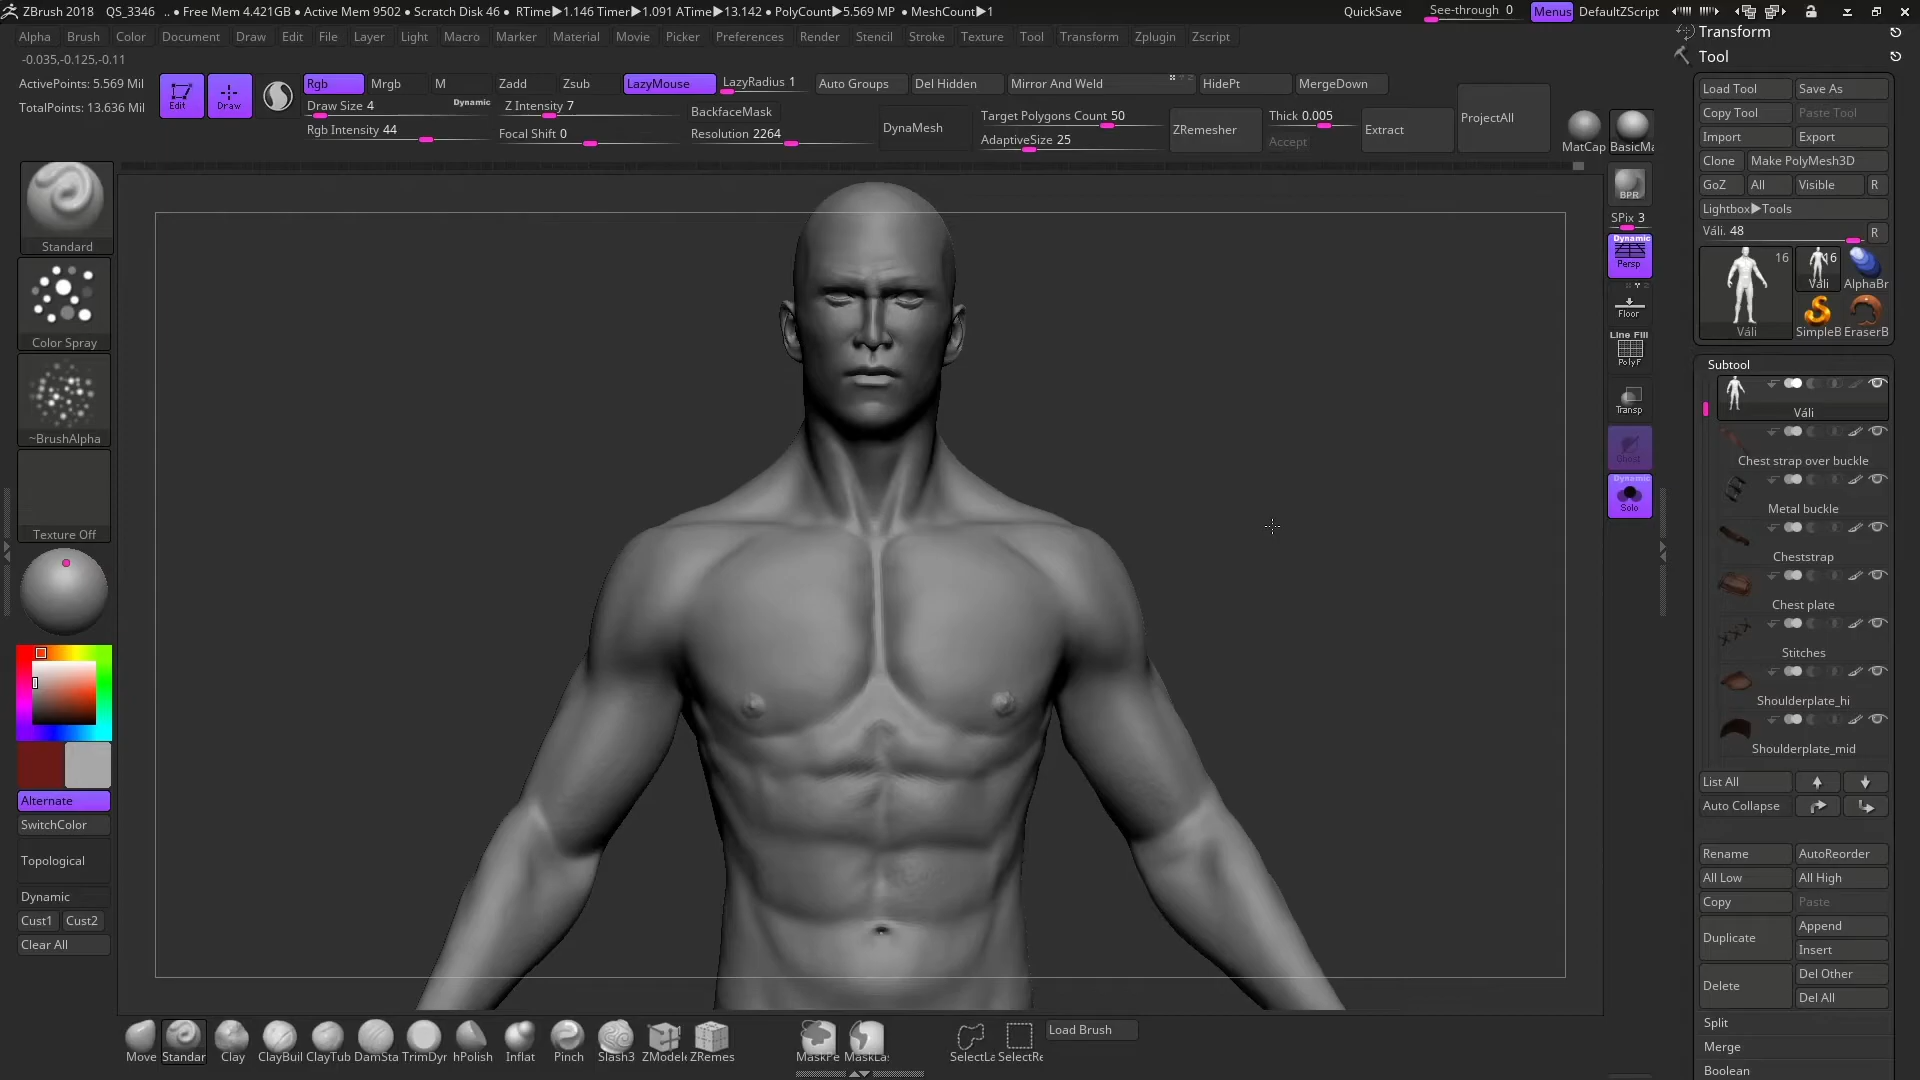 ZBrush 2018 QS_3346 .. ● Free Mem 4.421GB ● Active Mem 9502 ● Scratch Disk 46 ● RTime▶1.146 Timer▶1.091 ATime▶13.142 ● PolyCount▶5.569 MP ● MeshCount▶1
QuickSave See-through 0 Menus DefaultZScript
Alpha Brush Color Document Draw Edit File Layer Light Macro Marker Material Movie Picker Preferences Render Stencil Stroke Texture Tool Transform Zplugin Zscript
-0.035,-0.125,-0.11
ActivePoints: 5.569 Mil
TotalPoints: 13.636 Mil
Edit
Draw
Rgb Mrgb M Zadd Zsub LazyMouse LazyRadius 1 Auto Groups Del Hidden Mirror And Weld HidePt MergeDown
Draw Size 4 Dynamic Z Intensity 7 BackfaceMask
Rgb Intensity 44 Focal Shift 0 Resolution 2264
DynaMesh
Target Polygons Count 50
AdaptiveSize 25
ZRemesher
Thick 0.005
Accept
Extract
ProjectAll
MatCap BasicMa
Standard
Color Spray
~BrushAlpha
Texture Off
Alternate
SwitchColor
Topological
Dynamic
Cust1 Cust2
Clear All
BPR
SPix 3
Dynamic
Persp
Floor
Line Fill
PolyF
Transp
Ghost
Dynamic
Solo
Transform
Tool
Load Tool Save As
Copy Tool Paste Tool
Import Export
Clone Make PolyMesh3D
GoZ All Visible R
Lightbox▶Tools
Váli. 48 R
16 16
Váli AlphaBr
Váli SimpleB EraserB
Subtool
Váli
Chest strap over buckle
Metal buckle
Cheststrap
Chest plate
Stitches
Shoulderplate_hi
Shoulderplate_mid
List All
Auto Collapse
Rename AutoReorder
All Low All High
Copy Paste
Duplicate Append
Insert
Delete Del Other
Del All
Split
Merge
Boolean
Move Standar Clay ClayBuil ClayTub DamSta TrimDyr hPolish Inflat Pinch Slash3 ZModele ZRemes MaskPe MaskLa: SelectLa SelectRe
Load Brush